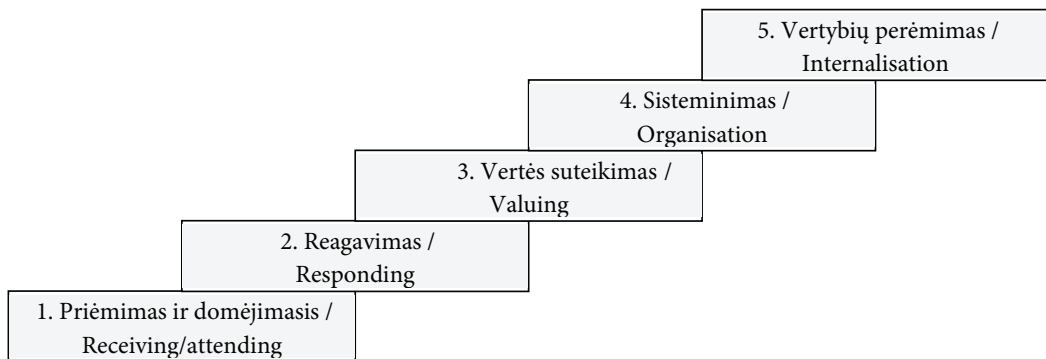 5. Vertybių perėmimas /
Internalisation
4. Sisteminimas /
Organisation
3. Vertės suteikimas /
Valuing
2. Reagavimas /
Responding
1. Priėmimas ir domėjimasis /
Receiving/attending